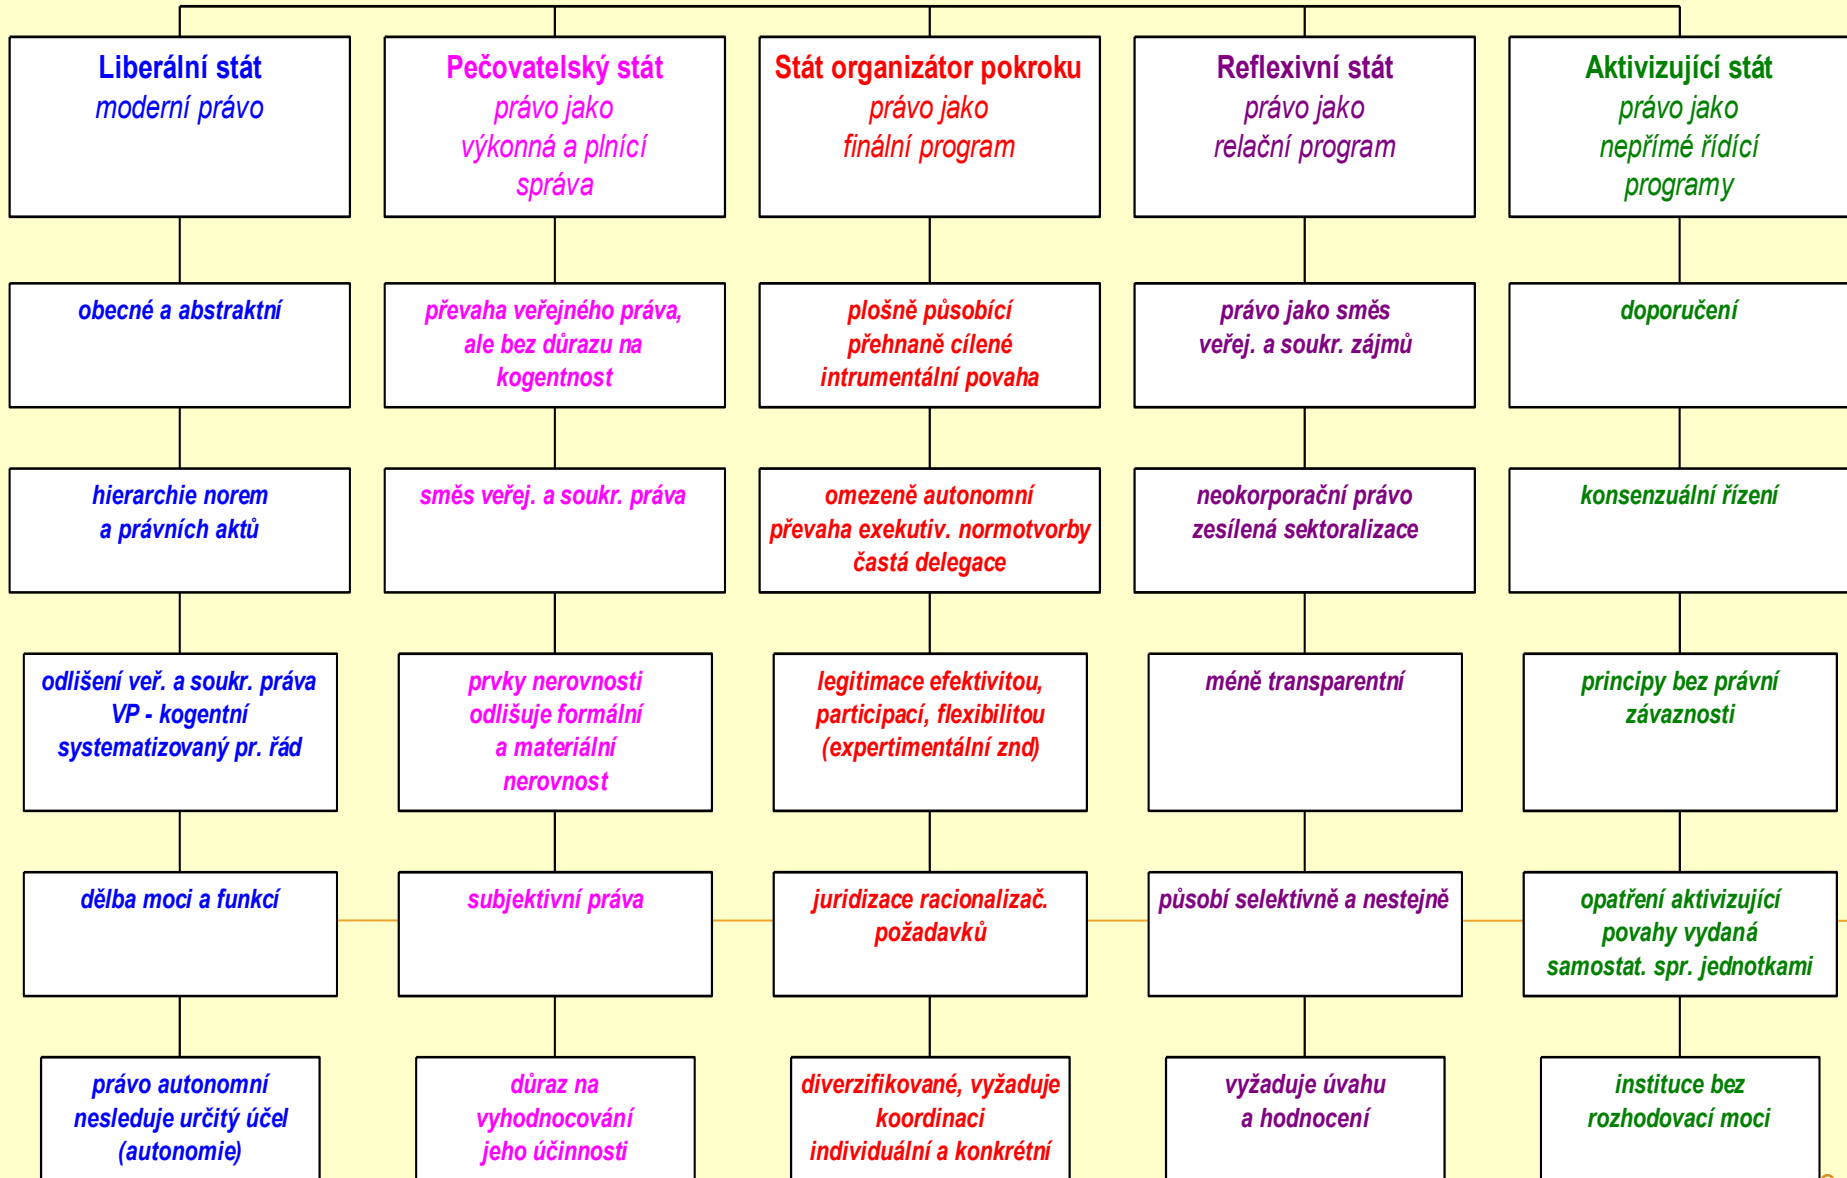 Liberální stát
moderní právo
Pečovatelský stát
právo jako
výkonná a plnící
správa
Stát organizátor pokroku
právo jako
finální program
Reflexivní stát
právo jako
relační program
Aktivizující stát
právo jako
nepřímé řídící
programy
obecné a abstraktní
převaha veřejného práva,
ale bez důrazu na
kogentnost
plošně působící
přehnaně cílené
intrumentální povaha
právo jako směs
veřej. a soukr. zájmů
doporučení
hierarchie norem
a právních aktů
směs veřej. a soukr. práva
omezeně autonomní
převaha exekutiv. normotvorby
častá delegace
neokorporační právo
zesílená sektoralizace
konsenzuální řízení
odlišení veř. a soukr. práva
VP - kogentní
systematizovaný pr. řád
prvky nerovnosti
odlišuje formální
a materiální
nerovnost
legitimace efektivitou,
participací, flexibilitou
(expertimentální znd)
méně transparentní
principy bez právní
závaznosti
dělba moci a funkcí
subjektivní práva
juridizace racionalizač.
požadavků
působí selektivně a nestejně
opatření aktivizující
povahy vydaná
samostat. spr. jednotkami
právo autonomní
nesleduje určitý účel
(autonomie)
důraz na
vyhodnocování
jeho účinnosti
diverzifikované, vyžaduje
koordinaci
individuální a konkrétní
vyžaduje úvahu
a hodnocení
instituce bez
rozhodovací moci